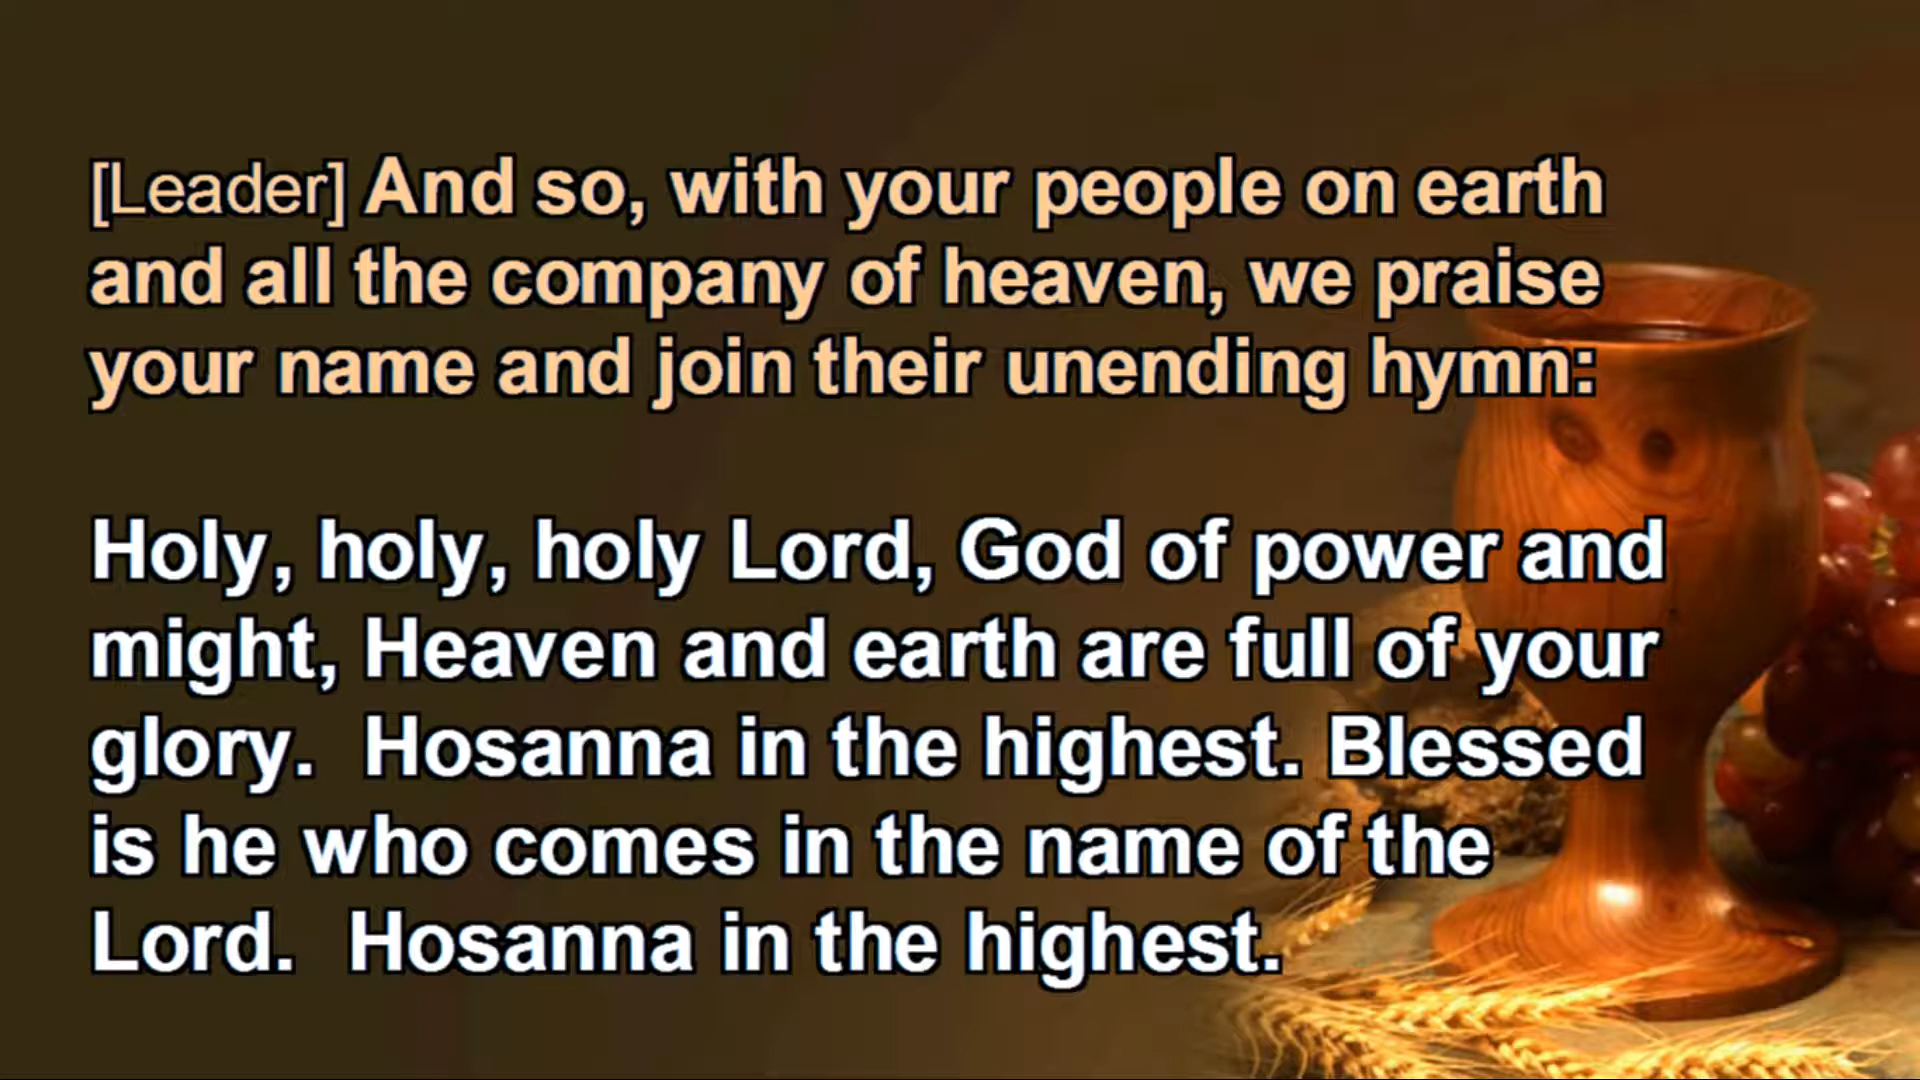 [Leader] And so, with your people on earth
and all the company of heaven, we praise
your name and join their unending hymn:
Holy, holy, holy Lord, God of power and
might, Heaven and earth are full of your
glory.  Hosanna in the highest. Blessed
is he who comes in the name of the
Lord.  Hosanna in the highest.